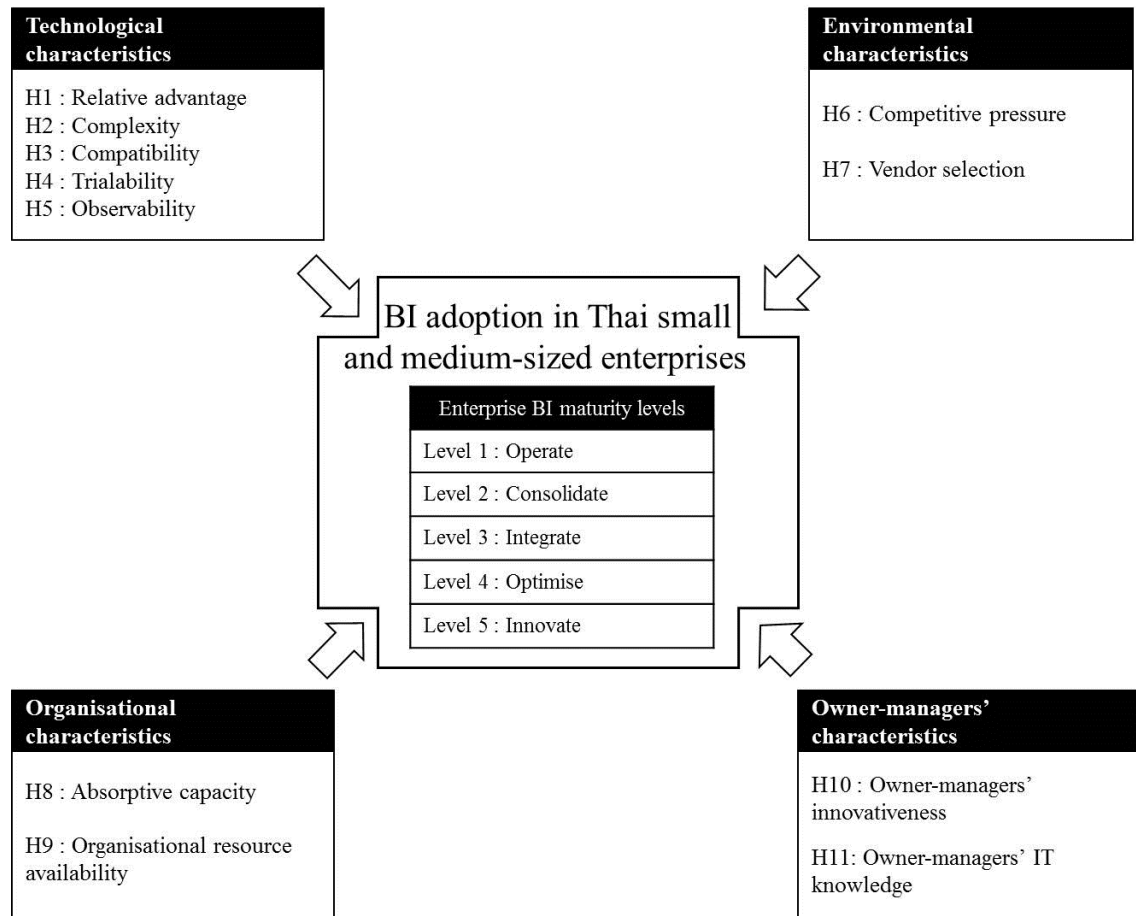 Technological
characteristics
H1 : Relative advantage
H2 : Complexity
H3 : Compatibility
H4 : Trialability
H5 : Observability
Environmental
characteristics
H6 : Competitive pressure
H7 : Vendor selection
BI adoption in Thai small
and medium-sized enterprises
Enterprise BI maturity levels
Level 1 : Operate
Level 2 : Consolidate
Level 3 : Integrate
Level 4 : Optimise
Level 5 : Innovate
Organisational
characteristics
H8 : Absorptive capacity
H9 : Organisational resource
availability
Owner-managers’
characteristics
H10 : Owner-managers’
innovativeness
H11: Owner-managers’ IT
knowledge